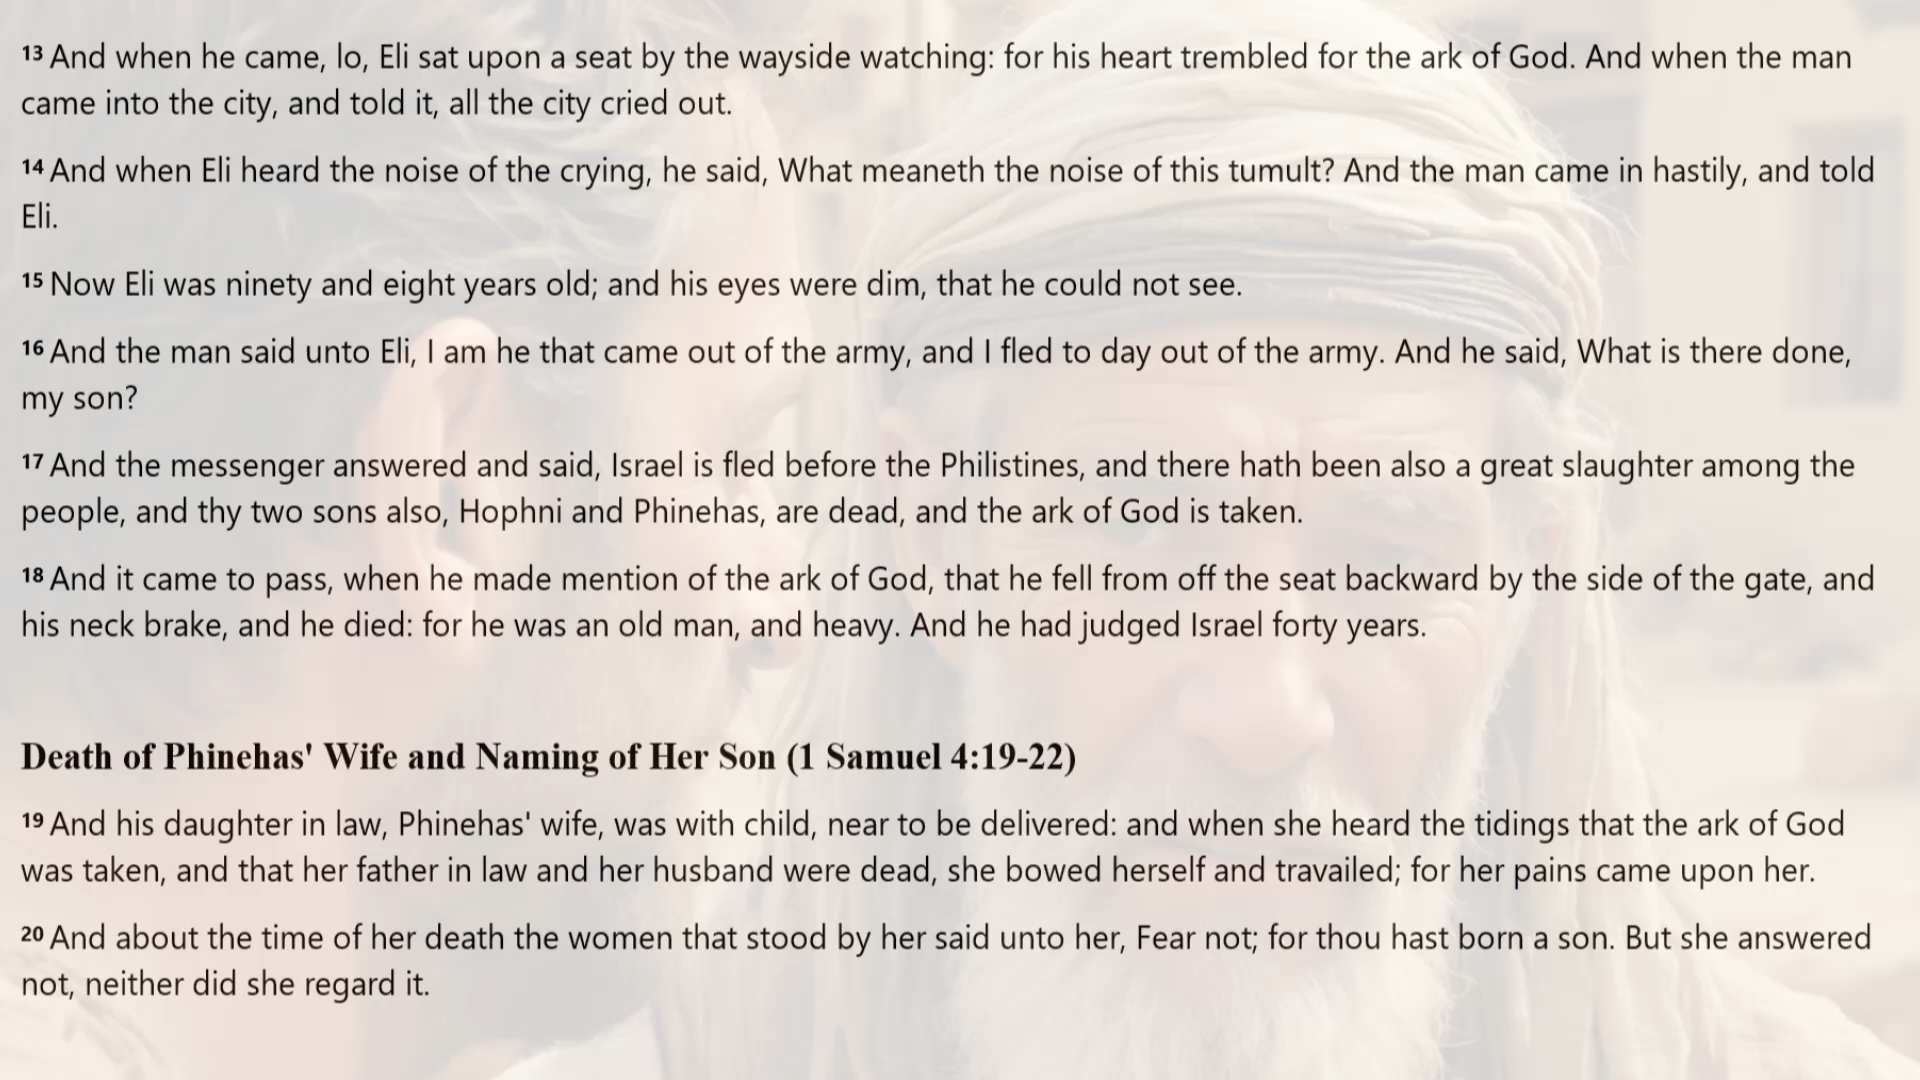 13 And when he came, lo, Eli sat upon a seat by the wayside watching: for his heart trembled for the ark of God. And when the man
came into the city, and told it, all the city cried out.
14 And when Eli heard the noise of the crying, he said, What meaneth the noise of this tumult? And the man came in hastily, and told
Eli.
15 Now Eli was ninety and eight years old; and his eyes were dim, that he could not see.
16 And the man said unto Eli, I am he that came out of the army, and I fled to day out of the army. And he said, What is there done,
my son?
17 And the messenger answered and said, Israel is fled before the Philistines, and there hath been also a great slaughter among the
people, and thy two sons also, Hophni and Phinehas, are dead, and the ark of God is taken.
18 And it came to pass, when he made mention of the ark of God, that he fell from off the seat backward by the side of the gate, and
his neck brake, and he died: for he was an old man, and heavy. And he had judged Israel forty years.
Death of Phinehas' Wife and Naming of Her Son (1 Samuel 4:19-22)
19 And his daughter in law, Phinehas' wife, was with child, near to be delivered: and when she heard the tidings that the ark of God
was taken, and that her father in law and her husband were dead, she bowed herself and travailed; for her pains came upon her.
20 And about the time of her death the women that stood by her said unto her, Fear not; for thou hast born a son. But she answered
not, neither did she regard it.